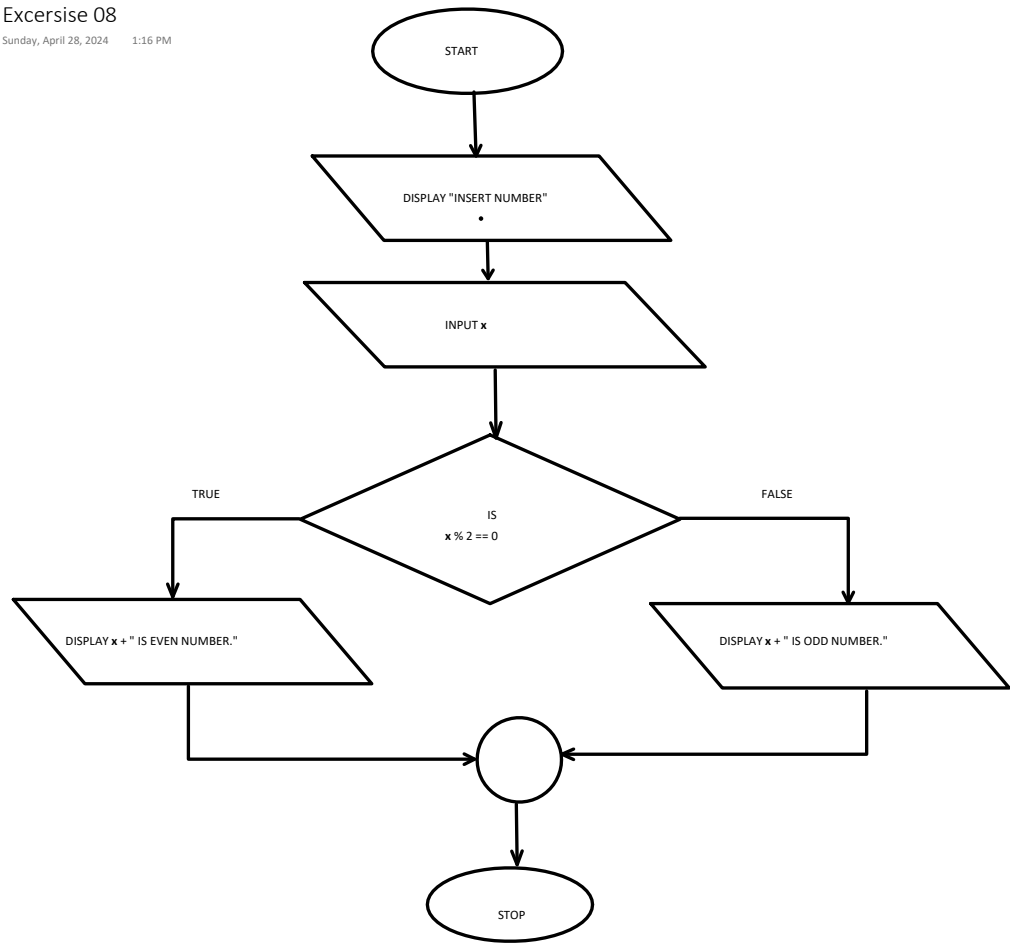 Excersise 08
Sunday, April 28, 2024 1:16 PM
START
DISPLAY "INSERT NUMBER"
INPUT x
IS
x % 2 == 0
TRUE
FALSE
DISPLAY x + " IS EVEN NUMBER."
DISPLAY x + " IS ODD NUMBER."
STOP